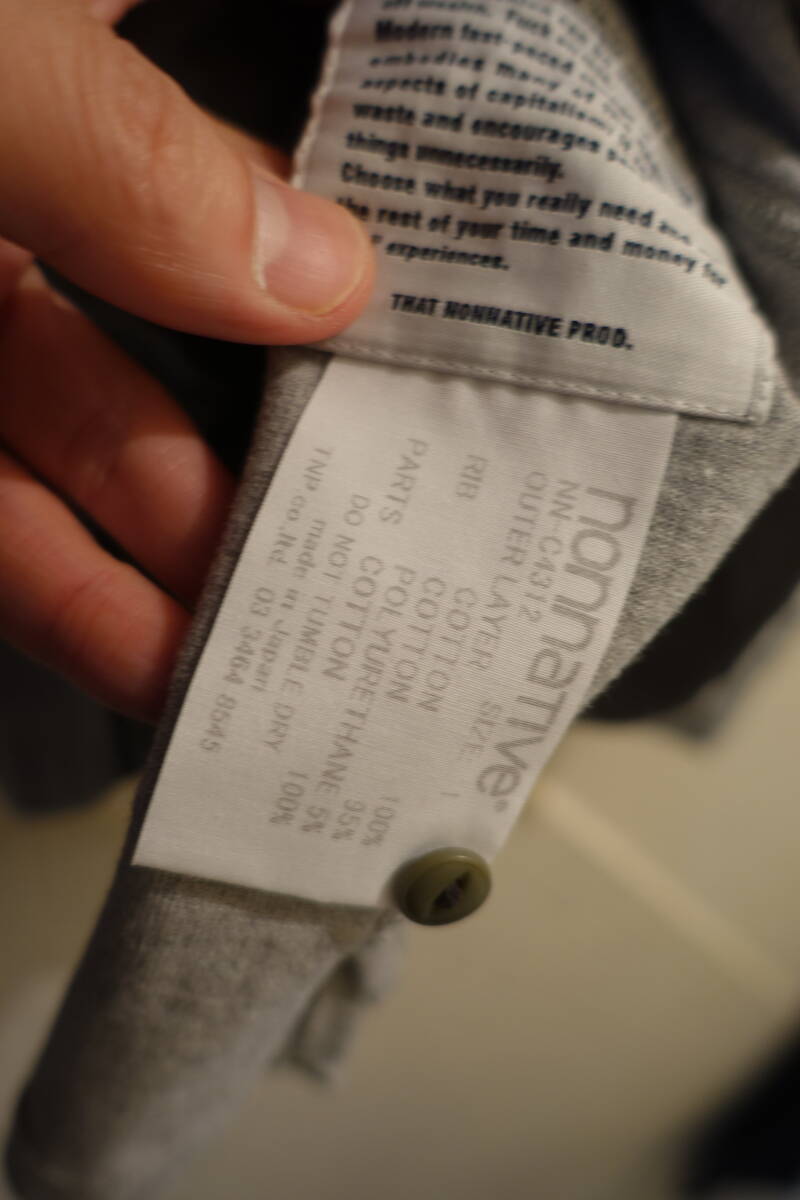 Modern fast paced
embodies many of
aspects of capitalism,
waste and encourages
things unnecessarily.
Choose what you really need
the rest of your time and money for
experiences.
THAT NONNATIVE PROD.
nonnative®
NN-C4312 SIZE: 1
OUTER LAYER
COTTON 100%
RIB COTTON 95%
POLYURETHANE 5%
PARTS COTTON 100%
DO NOT TUMBLE DRY
made in Japan
TNP co.,ltd. 03 3464 8545